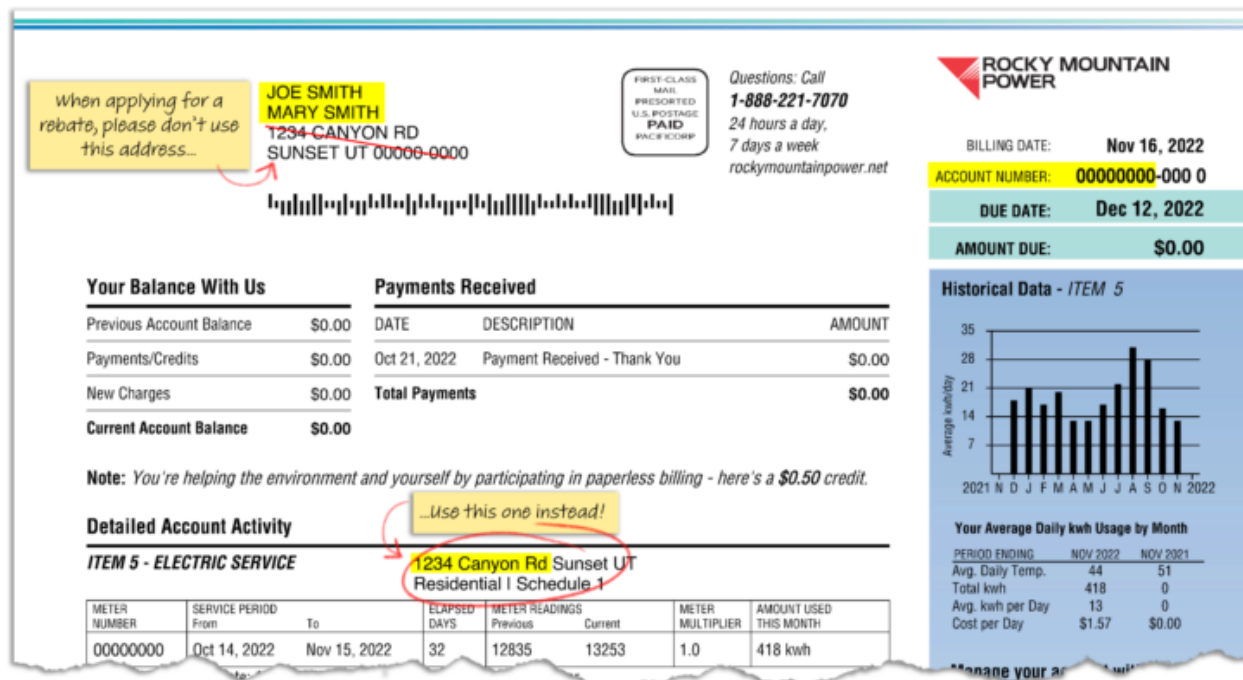 When applying for a
rebate, please don't use
this address...
JOE SMITH
MARY SMITH
1234 CANYON RD
SUNSET UT 00000-0000
FIRST-CLASS
MAIL
PRESORTED
U.S. POSTAGE
PAID
PACIFICORP
Questions: Call
1-888-221-7070
24 hours a day,
7 days a week
rockymountainpower.net
ROCKY MOUNTAIN
POWER
BILLING DATE: Nov 16, 2022
ACCOUNT NUMBER: 00000000-000 0
DUE DATE: Dec 12, 2022
AMOUNT DUE: $0.00
Your Balance With Us
Previous Account Balance $0.00
Payments/Credits $0.00
New Charges $0.00
Current Account Balance $0.00
Payments Received
DATE DESCRIPTION AMOUNT
Oct 21, 2022 Payment Received - Thank You $0.00
Total Payments $0.00
Historical Data - ITEM 5
35
28
21
14
7
Average kwh/day
2021 N D J F M A M J J A S O N 2022
Note: You're helping the environment and yourself by participating in paperless billing - here's a $0.50 credit.
...use this one instead!
Detailed Account Activity
ITEM 5 - ELECTRIC SERVICE
1234 Canyon Rd Sunset UT
Residential | Schedule 1
METER SERVICE PERIOD ELAPSED METER READINGS METER AMOUNT USED
NUMBER From To DAYS Previous Current MULTIPLIER THIS MONTH
00000000 Oct 14, 2022 Nov 15, 2022 32 12835 13253 1.0 418 kwh
Your Average Daily kwh Usage by Month
PERIOD ENDING NOV 2022 NOV 2021
Avg. Daily Temp. 44 51
Total kwh 418 0
Avg. kwh per Day 13 0
Cost per Day $1.57 $0.00
Manage your